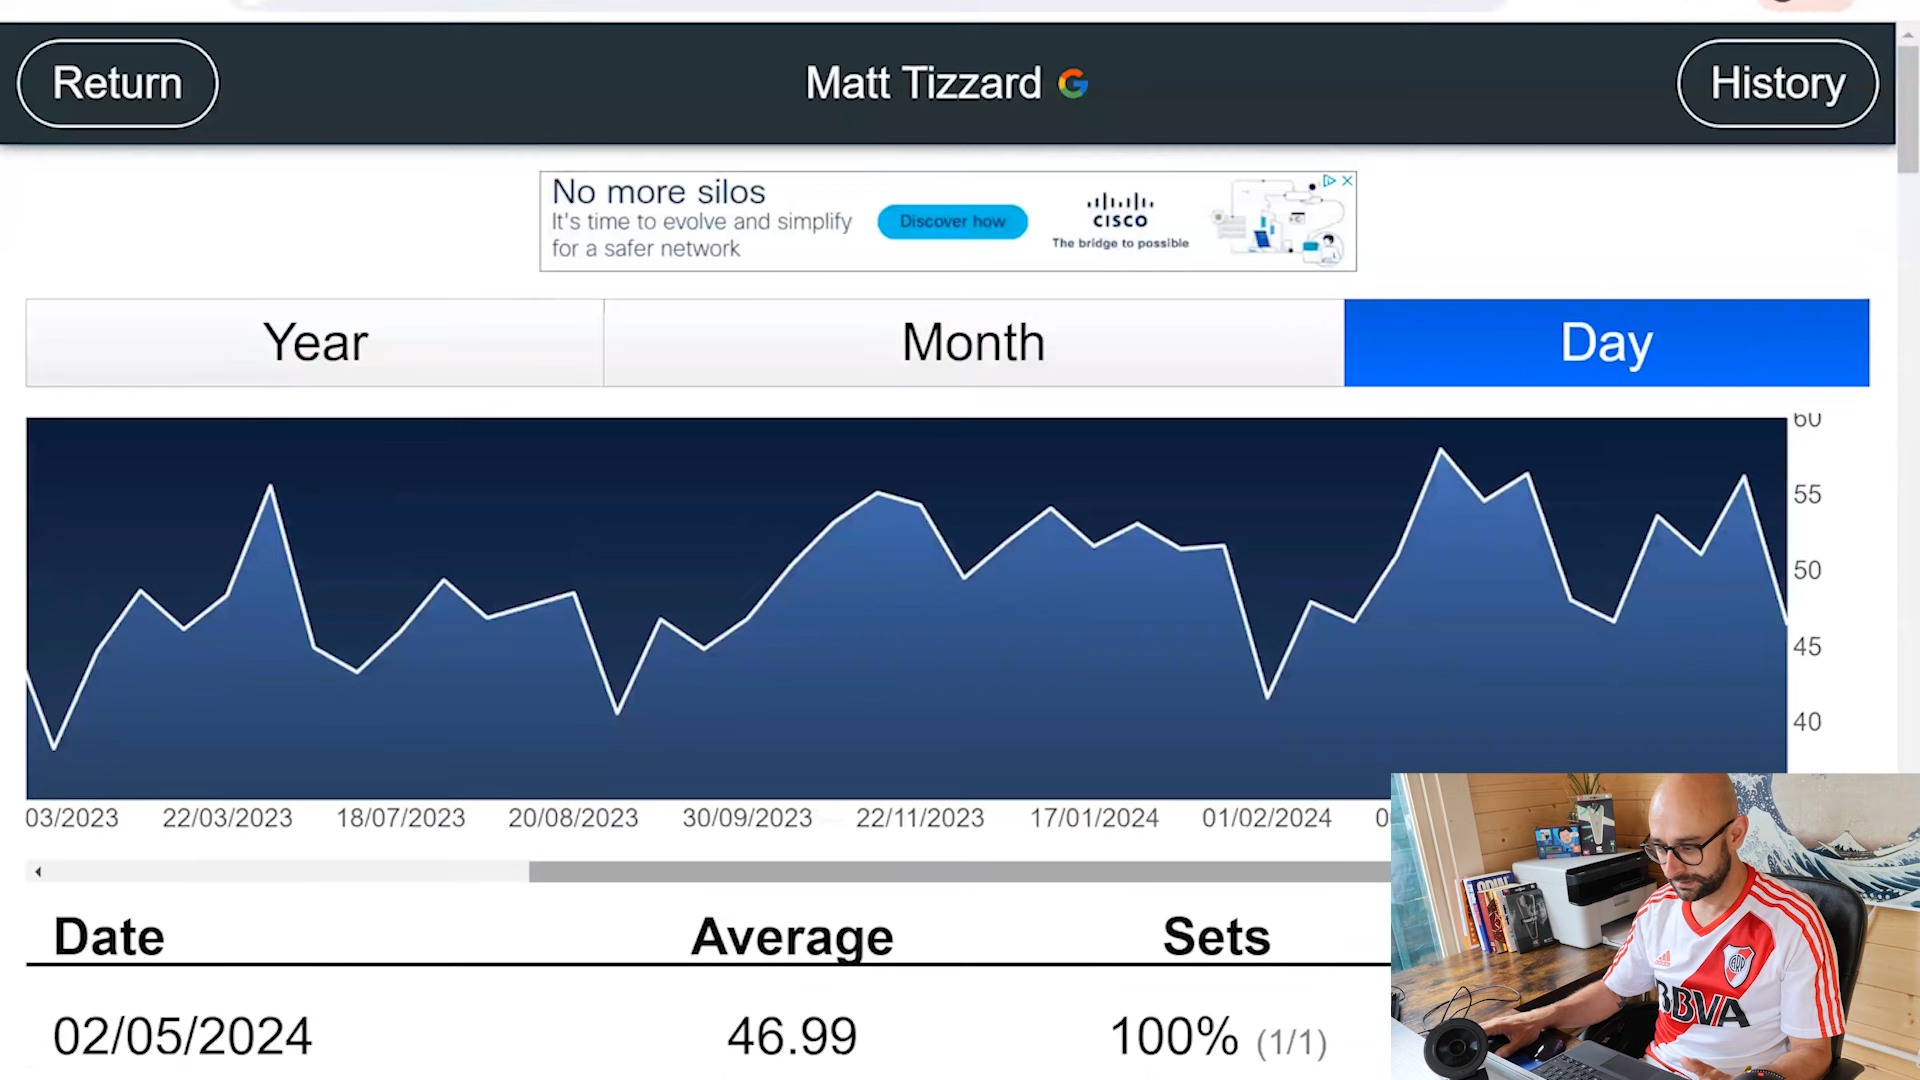 Return
Matt Tizzard
History
No more silos
It's time to evolve and simplify
for a safer network
Discover how
CISCO
The bridge to possible
Year
Month
Day
60
55
50
45
40
03/2023
22/03/2023
18/07/2023
20/08/2023
30/09/2023
22/11/2023
17/01/2024
01/02/2024
0
Date
Average
Sets
02/05/2024
46.99
100% (1/1)
CARP
adidas
BBVA